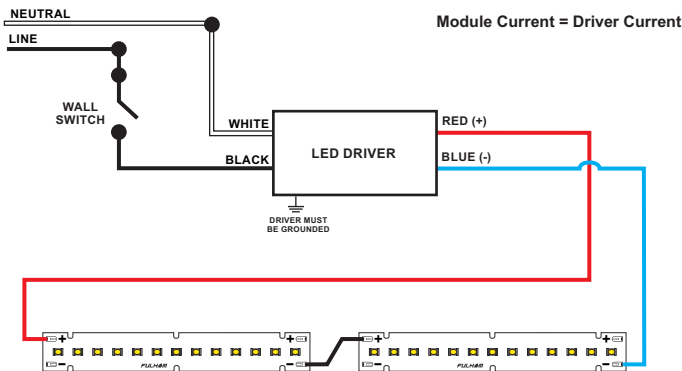 NEUTRAL
Module Current = Driver Current
LINE
WALL
SWITCH
WHITE
RED (+)
LED DRIVER
BLACK
BLUE (-)
DRIVER MUST
BE GROUNDED
+ + + +
- - - -
FULHAM FULHAM